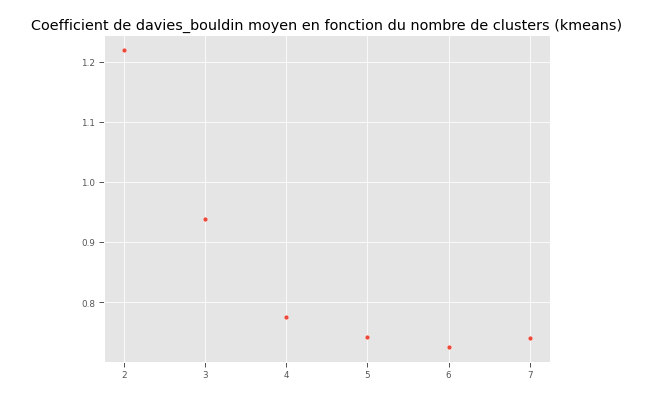 Coefficient de davies_bouldin moyen en fonction du nombre de clusters (kmeans)
1.2
1.1
1.0
0.9
0.8
2 3 4 5 6 7